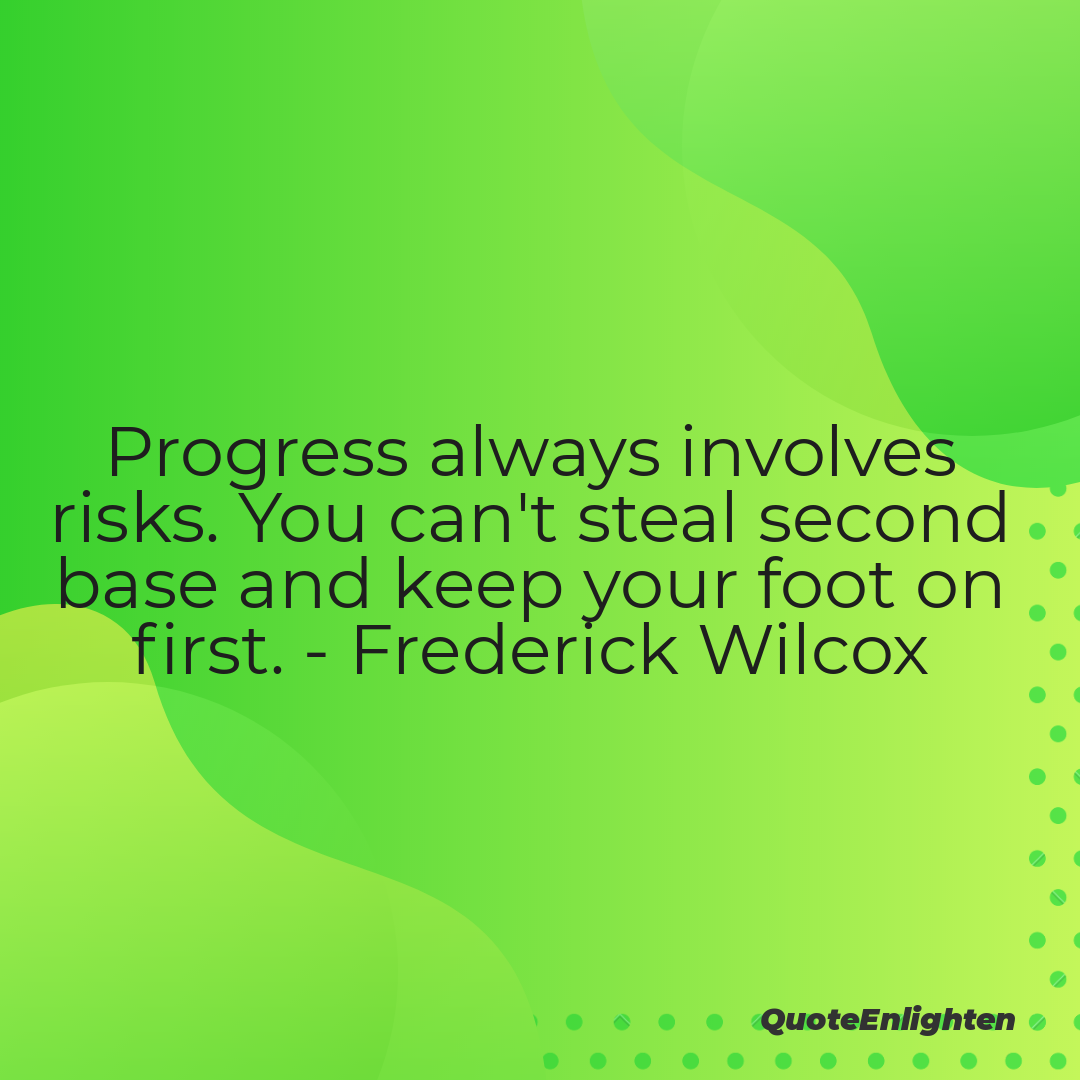 Progress always involves
risks. You can't steal second
base and keep your foot on
first. - Frederick Wilcox
QuoteEnlighten